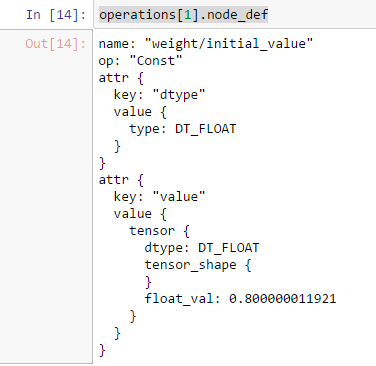 In [14]: operations[1].node_def
Out[14]: name: "weight/initial_value"
op: "Const"
attr {
  key: "dtype"
  value {
    type: DT_FLOAT
  }
}
attr {
  key: "value"
  value {
    tensor {
      dtype: DT_FLOAT
      tensor_shape {
      }
      float_val: 0.800000011921
    }
  }
}